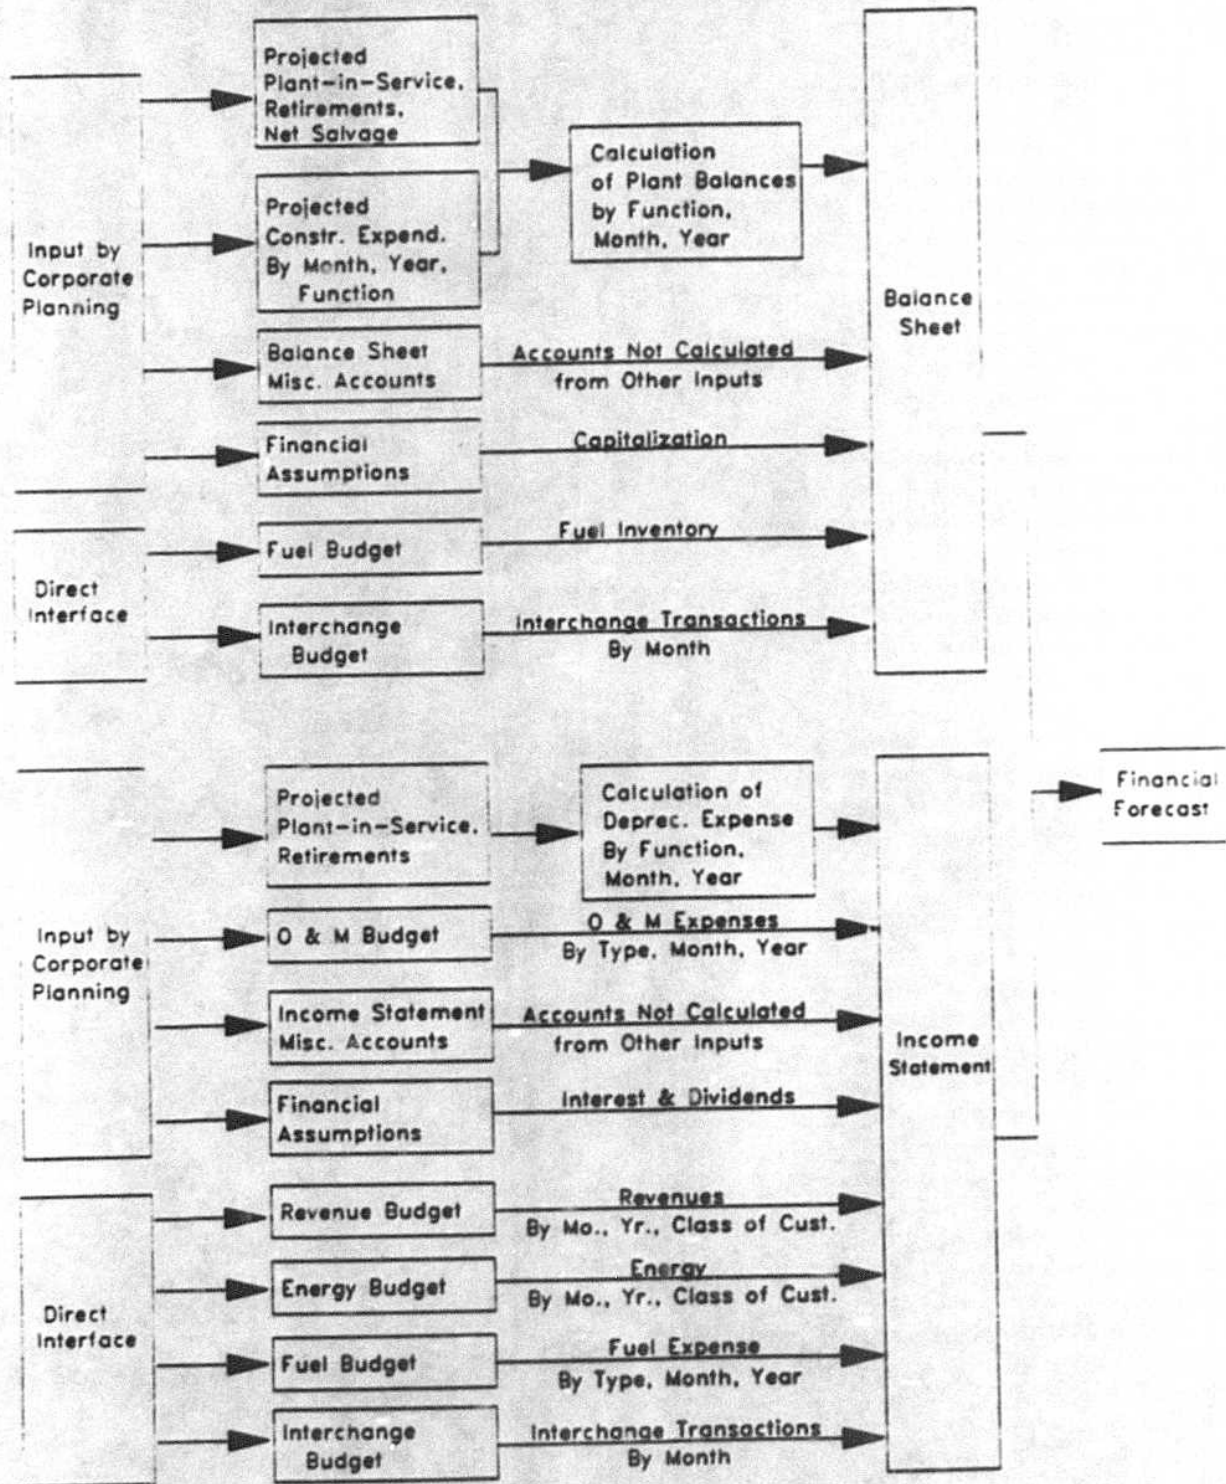 Input by
Corporate
Planning
Projected
Plant-in-Service,
Retirements,
Net Salvage
Projected
Constr. Expend.
By Month, Year,
Function
Calculation
of Plant Balances
by Function,
Month, Year
Balance Sheet
Misc. Accounts
Accounts Not Calculated
from Other Inputs
Financial
Assumptions
Capitalization
Direct
Interface
Fuel Budget
Fuel Inventory
Interchange
Budget
Interchange Transactions
By Month
Balance
Sheet
Input by
Corporate
Planning
Projected
Plant-in-Service,
Retirements
Calculation of
Deprec. Expense
By Function,
Month, Year
O & M Budget
O & M Expenses
By Type, Month, Year
Income Statement
Misc. Accounts
Accounts Not Calculated
from Other Inputs
Financial
Assumptions
Interest & Dividends
Direct
Interface
Revenue Budget
Revenues
By Mo., Yr., Class of Cust.
Energy Budget
Energy
By Mo., Yr., Class of Cust.
Fuel Budget
Fuel Expense
By Type, Month, Year
Interchange
Budget
Interchange Transactions
By Month
Income
Statement
Financial
Forecast